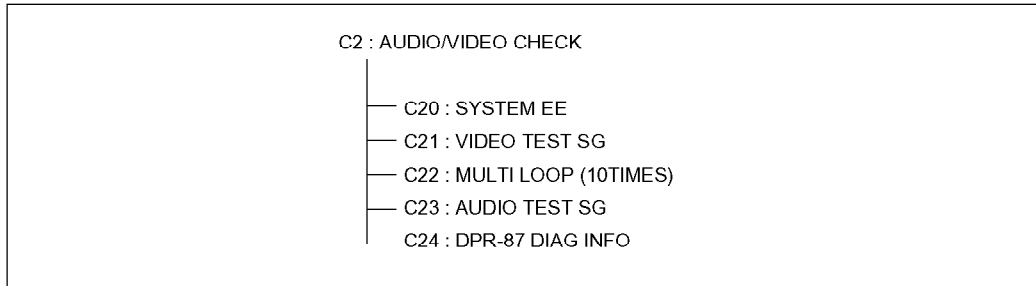 C2 : AUDIO/VIDEO CHECK
C20 : SYSTEM EE
C21 : VIDEO TEST SG
C22 : MULTI LOOP (10TIMES)
C23 : AUDIO TEST SG
C24 : DPR-87 DIAG INFO